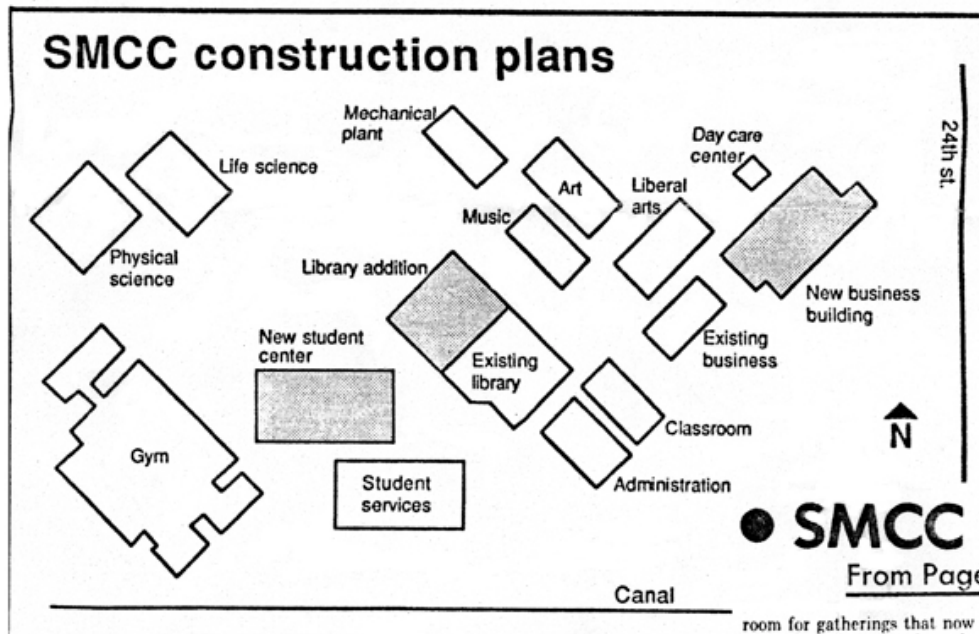 SMCC construction plans
Mechanical
plant
24th st.
Day care
center
Life science
Art
Liberal
arts
Music
Physical
science
Library addition
New business
building
New student
center
Existing
business
Existing
library
Classroom
Gym
N
Administration
Student
services
SMCC
From Page
Canal
room for gatherings that now